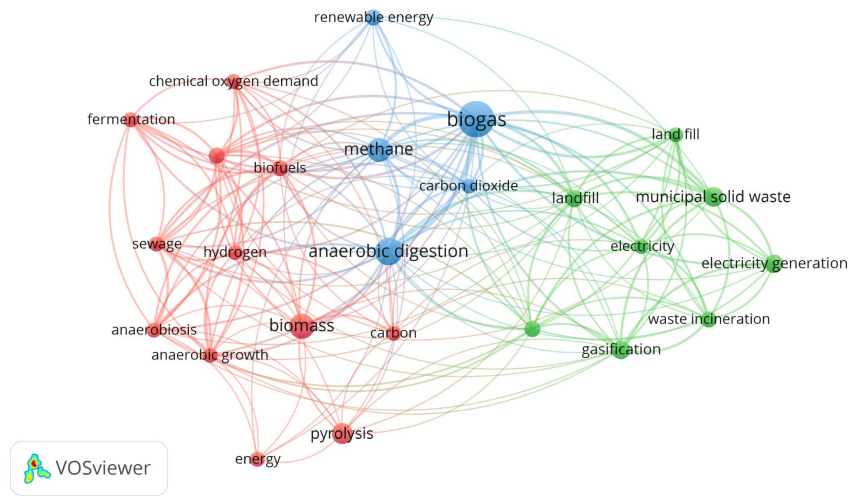 renewable energy
chemical oxygen demand
fermentation
biogas
land fill
methane
biofuels
carbon dioxide
landfill
municipal solid waste
sewage
hydrogen
anaerobic digestion
electricity
electricity generation
anaerobiosis
biomass
carbon
waste incineration
anaerobic growth
gasification
pyrolysis
energy
VOSviewer